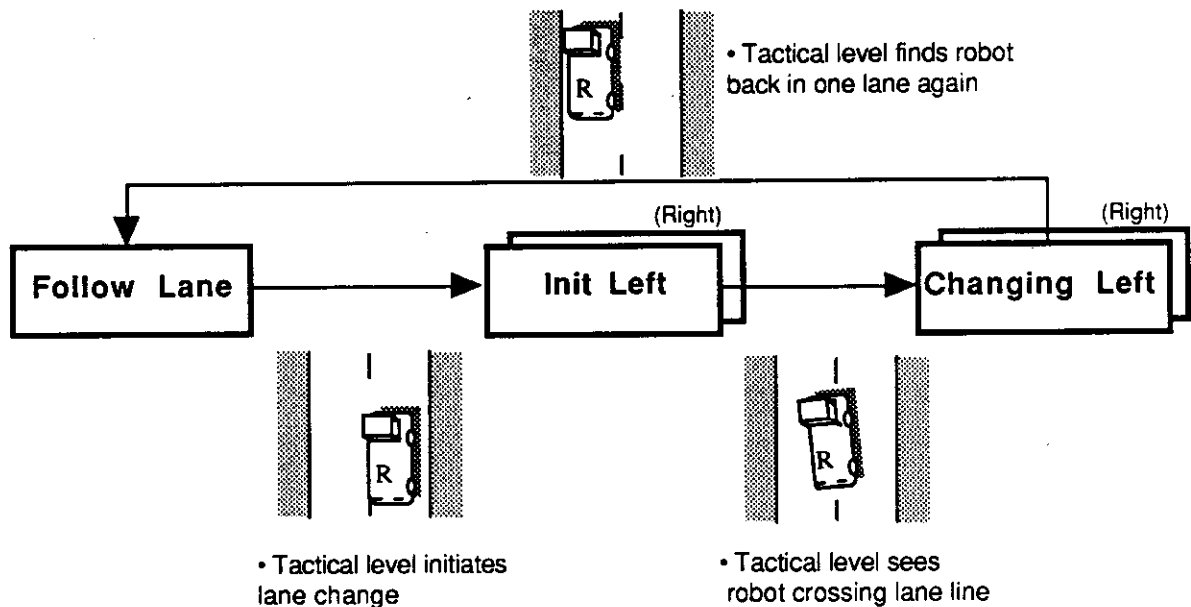 R
• Tactical level finds robot
back in one lane again
(Right)
(Right)
Follow Lane
Init Left
Changing Left
R
R
• Tactical level initiates
lane change
• Tactical level sees
robot crossing lane line